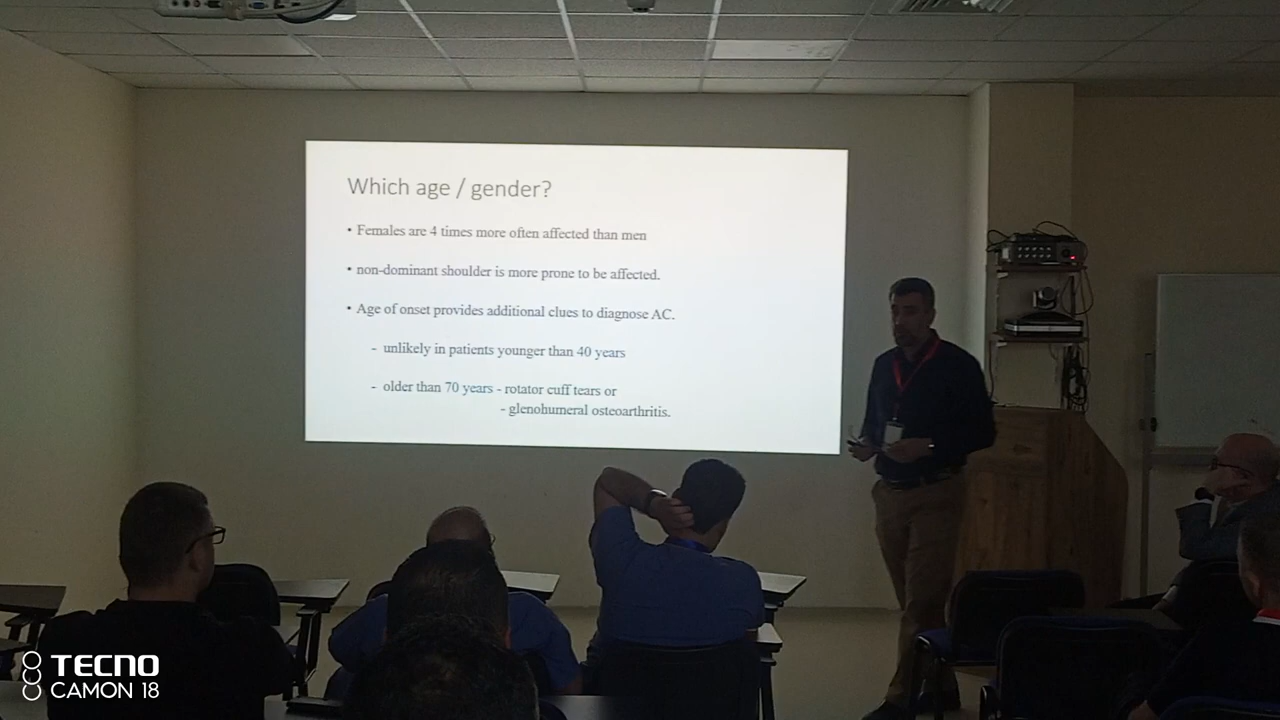 Which age / gender?
• Females are 4 times more often affected than men
• non-dominant shoulder is more prone to be affected.
• Age of onset provides additional clues to diagnose AC.
- unlikely in patients younger than 40 years
- older than 70 years - rotator cuff tears or
- glenohumeral osteoarthritis.
TECNO
CAMON 18